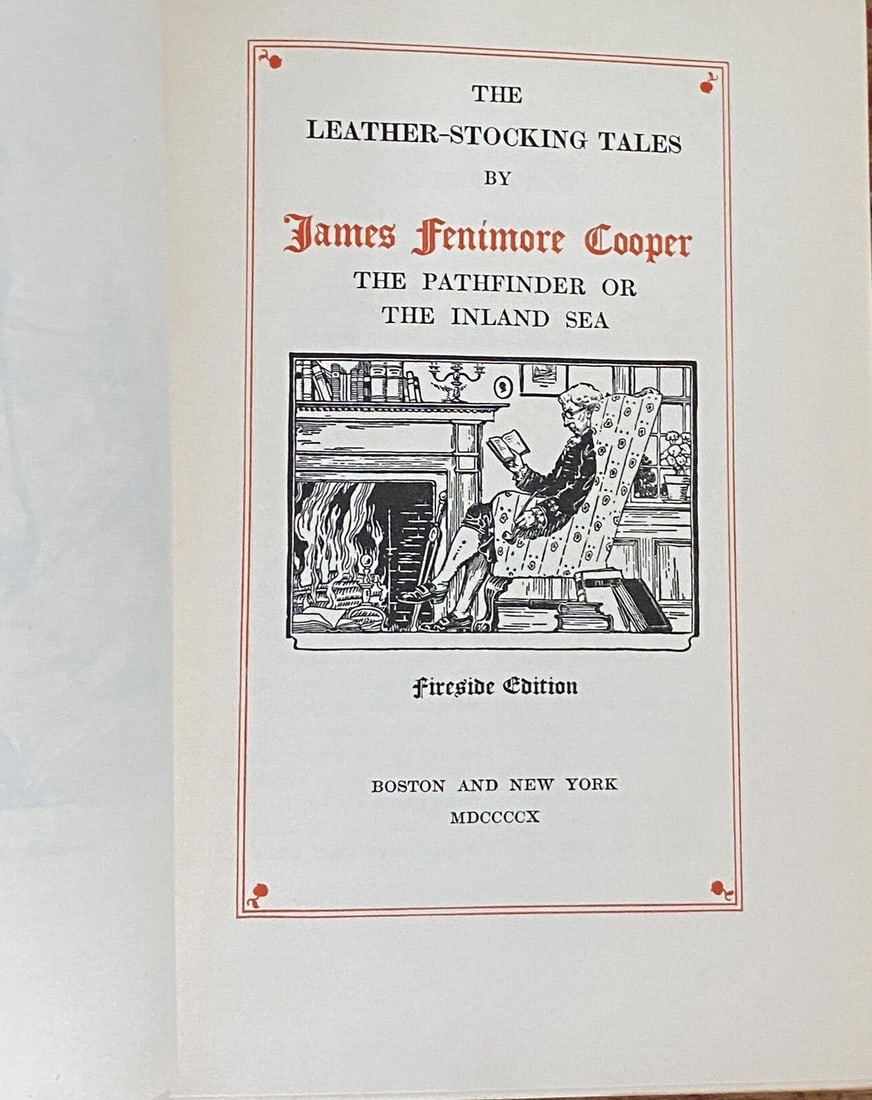 THE
LEATHER-STOCKING TALES
BY
James Fenimore Cooper
THE PATHFINDER OR
THE INLAND SEA
Fireside Edition
BOSTON AND NEW YORK
MDCCCCX